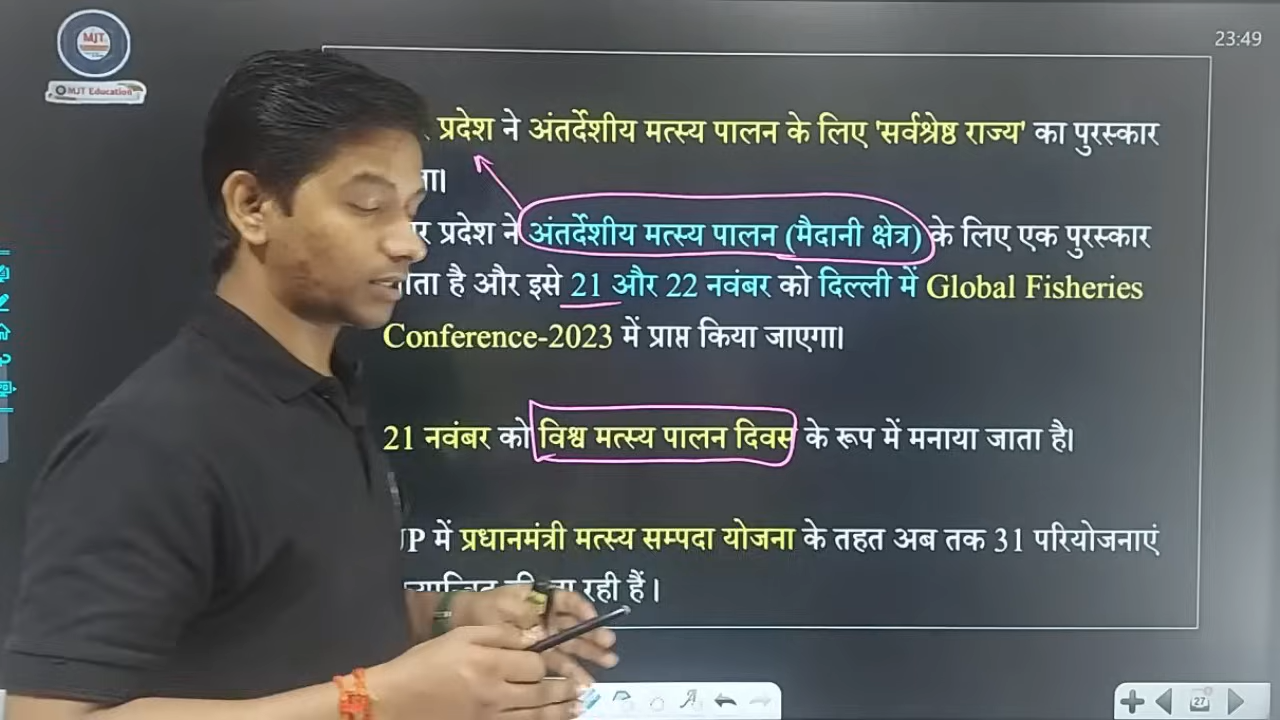 MJT
MJT Education
23:49
प्रदेश ने अंतर्देशीय मत्स्य पालन के लिए 'सर्वश्रेष्ठ राज्य' का पुरस्कार
प्रदेश ने अंतर्देशीय मत्स्य पालन (मैदानी क्षेत्र) के लिए एक पुरस्कार
है और इसे 21 और 22 नवंबर को दिल्ली में Global Fisheries
Conference-2023 में प्राप्त किया जाएगा।
21 नवंबर को विश्व मत्स्य पालन दिवस के रूप में मनाया जाता है।
में प्रधानमंत्री मत्स्य सम्पदा योजना के तहत अब तक 31 परियोजनाएं
रही हैं।
27